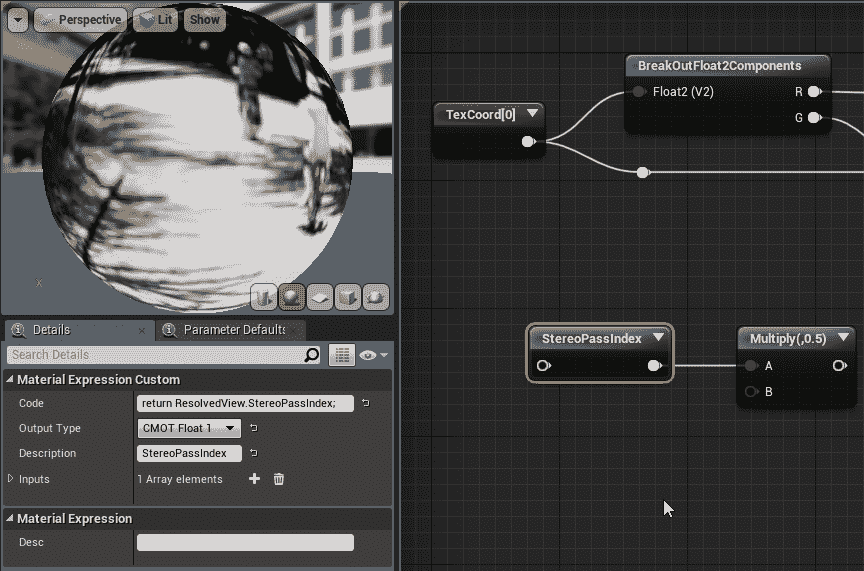 Perspective
Lit
Show
BreakOutFloat2Components
Float2 (V2)
R
G
TexCoord[0]
X
Details
Parameter Defaults
Search Details
Material Expression Custom
Code
return ResolvedView.StereoPassIndex;
Output Type
CMOT Float 1
Description
StereoPassIndex
Inputs
1 Array elements
Material Expression
Desc
StereoPassIndex
Multiply(,0.5)
A
B